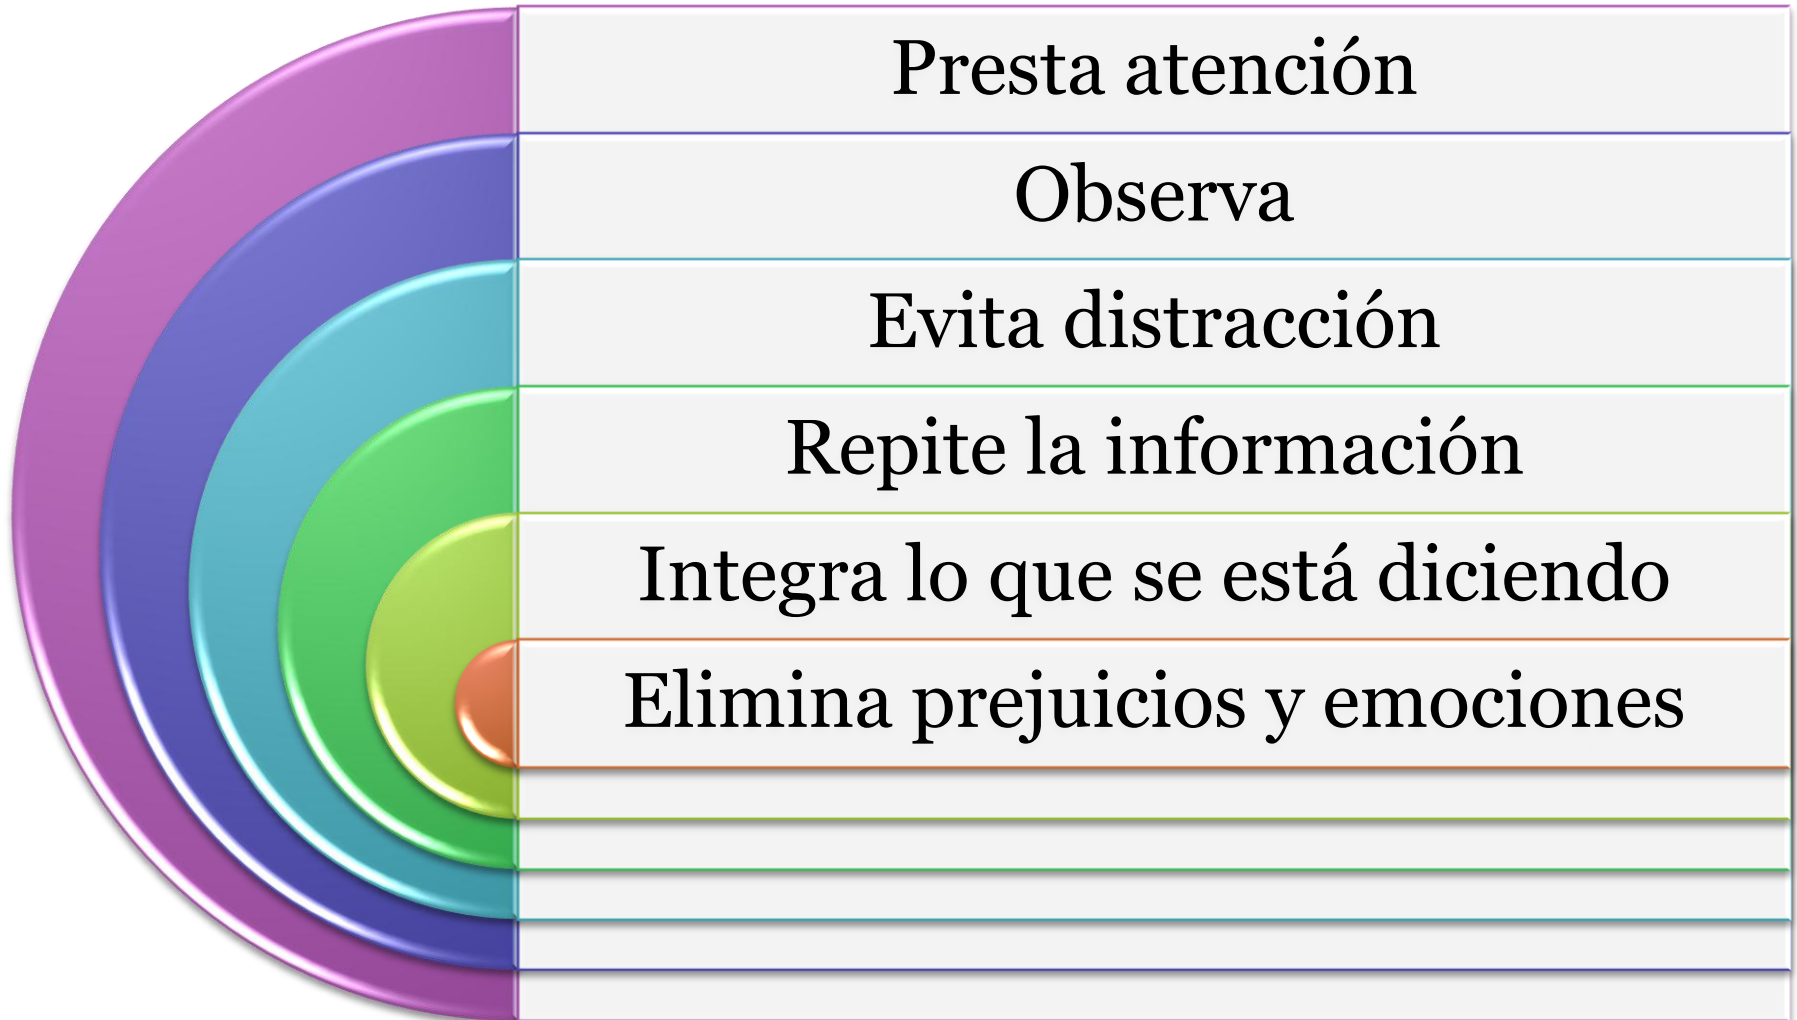 Presta atención
Observa
Evita distracción
Repite la información
Integra lo que se está diciendo
Elimina prejuicios y emociones